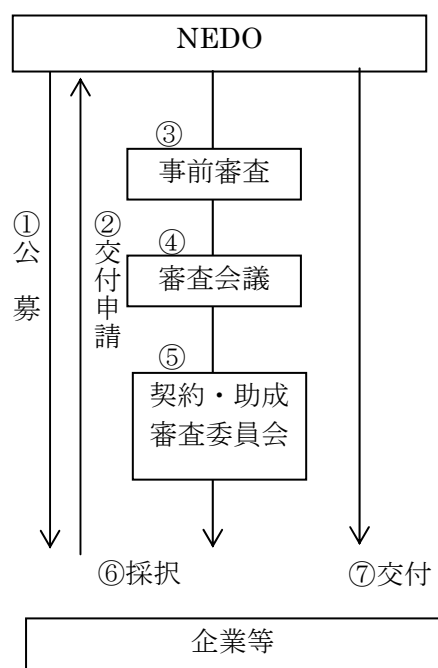 NEDO
①公募
②交付申請
③
事前審査
④
審査会議
⑤
契約・助成
審査委員会
⑥採択
⑦交付
企業等